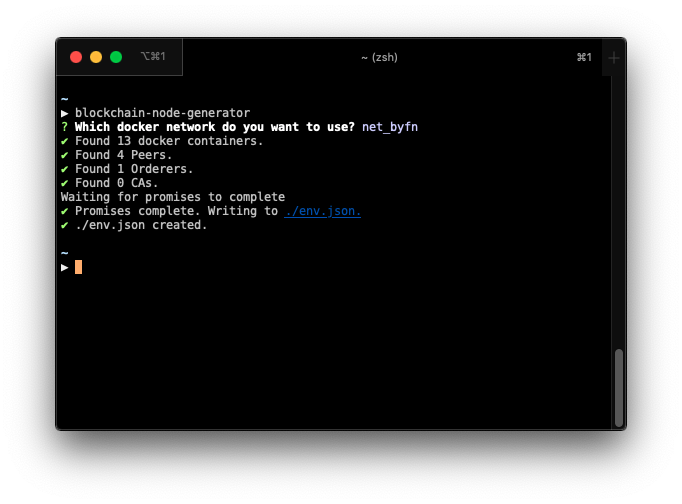 ⌥⌘1 ~ (zsh) ⌘1 +
~
▶ blockchain-node-generator
? Which docker network do you want to use? net_byfn
✔ Found 13 docker containers.
✔ Found 4 Peers.
✔ Found 1 Orderers.
✔ Found 0 CAs.
Waiting for promises to complete
✔ Promises complete. Writing to ./env.json.
✔ ./env.json created.
~
▶